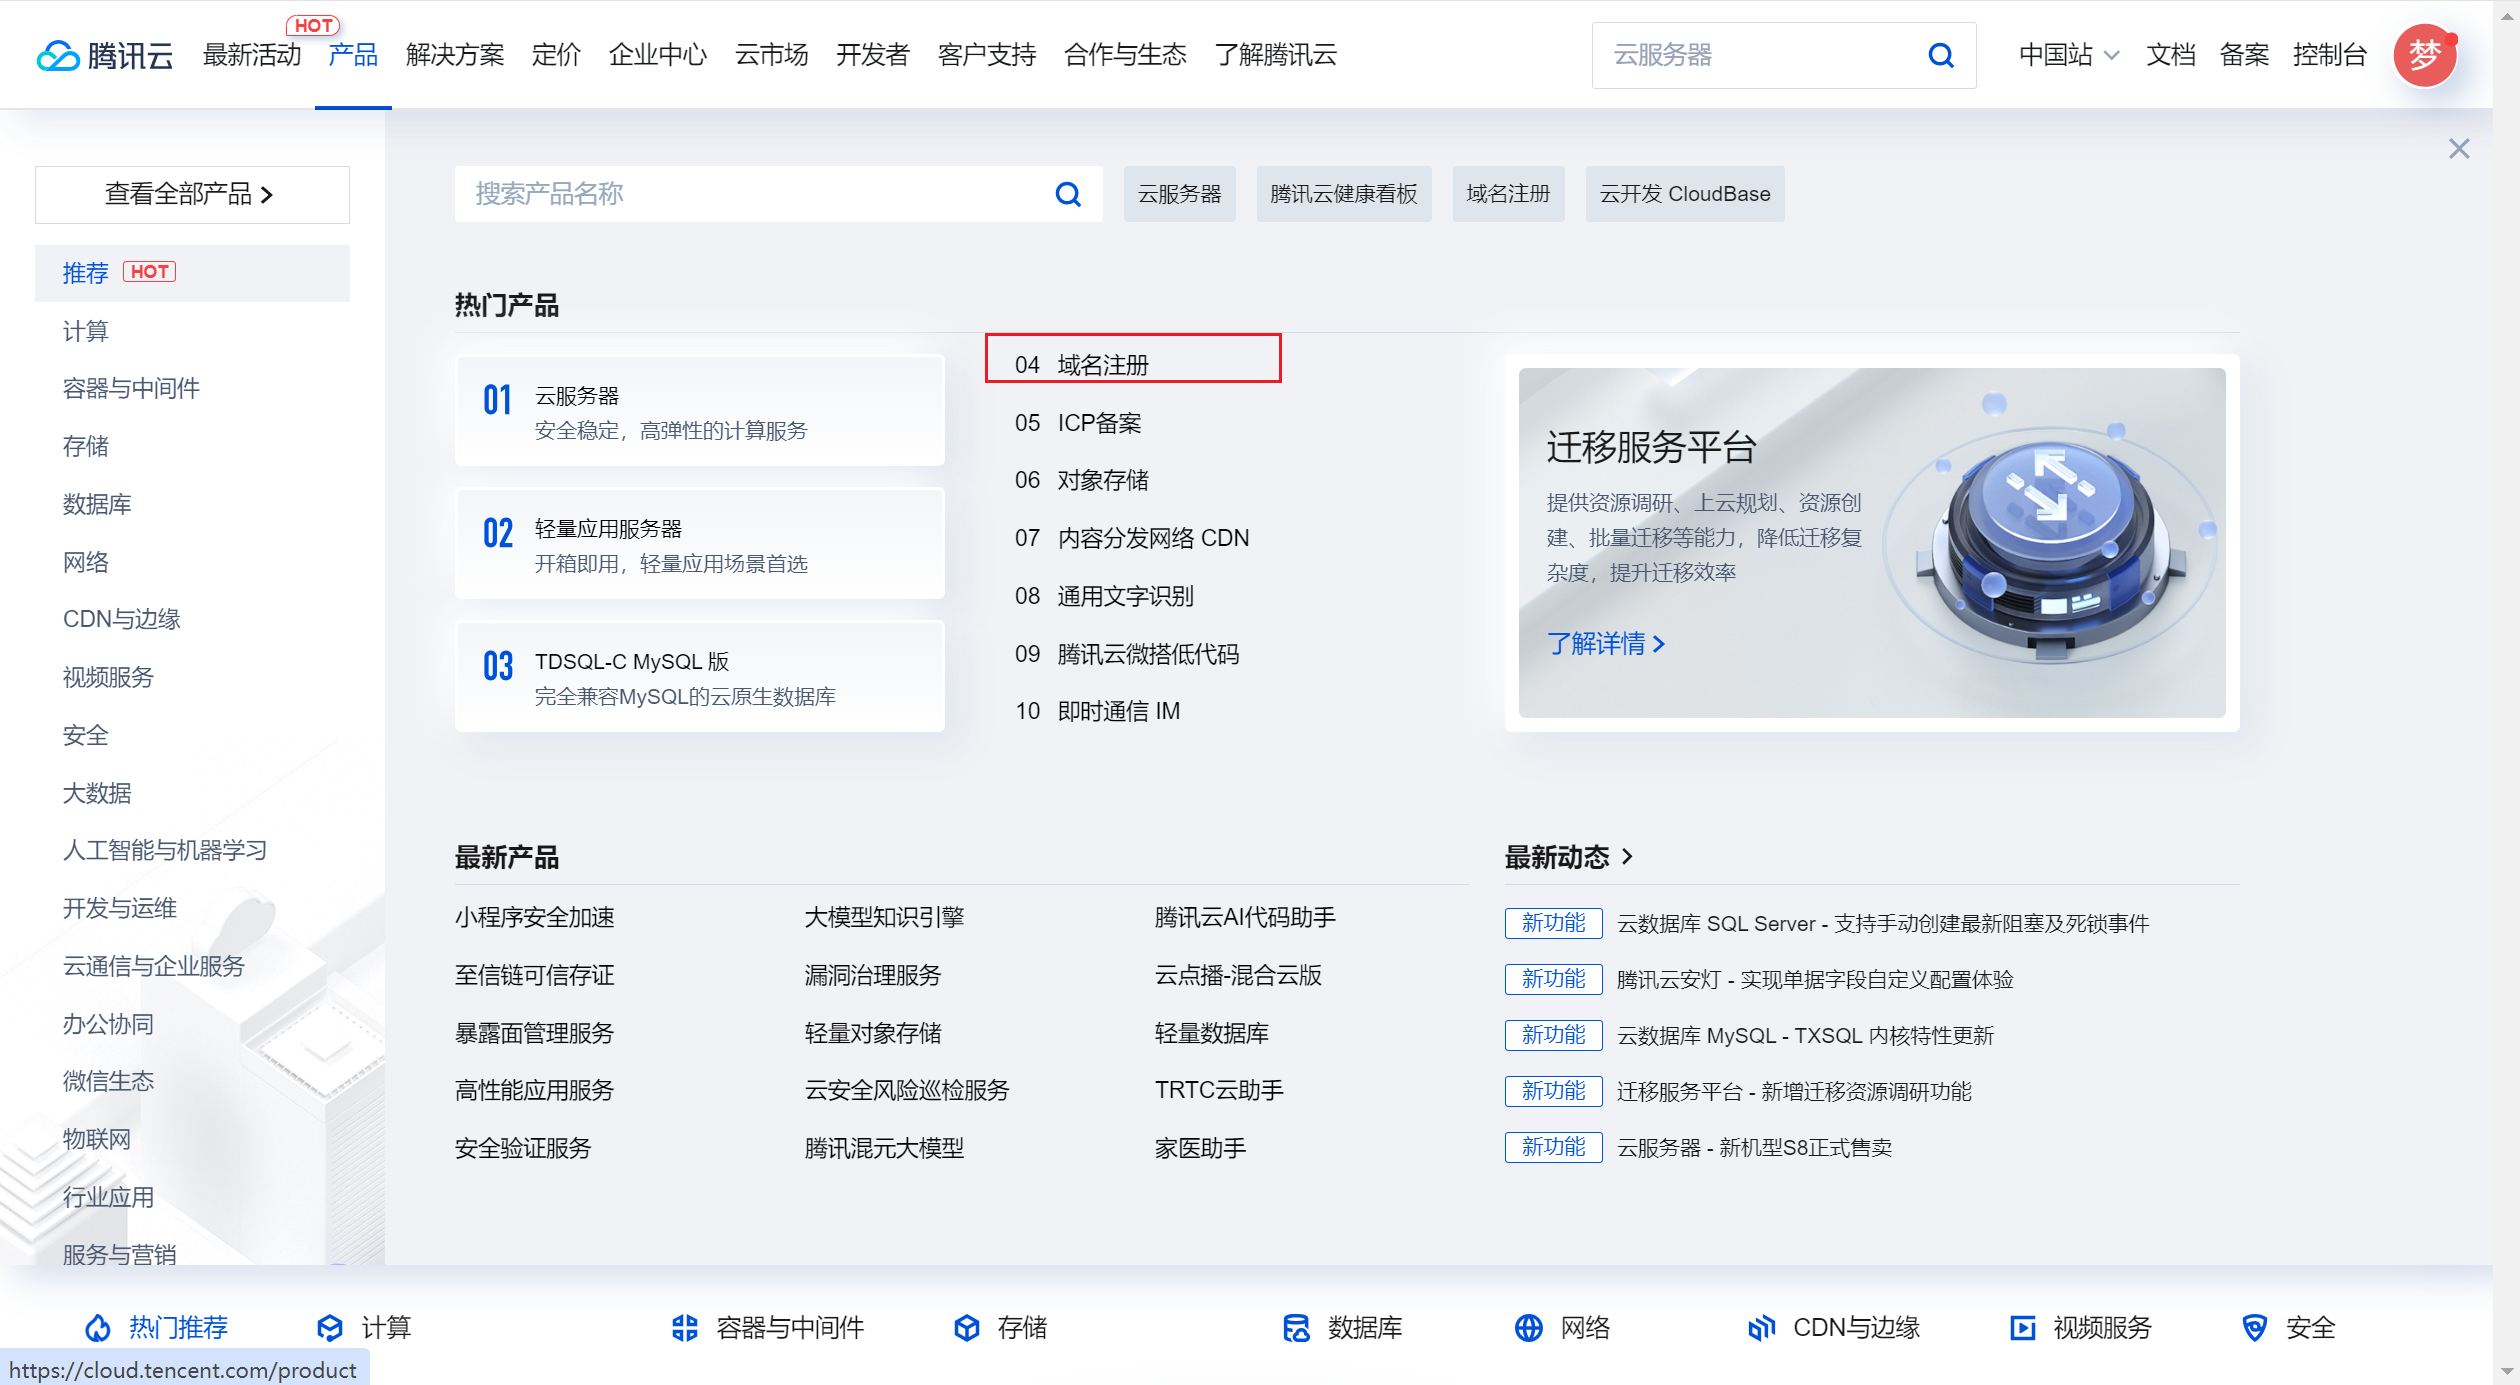 腾讯云
最新活动
HOT
产品
解决方案
定价
企业中心
云市场
开发者
客户支持
合作与生态
了解腾讯云
云服务器
中国站
文档
备案
控制台
梦
查看全部产品
推荐 HOT
计算
容器与中间件
存储
数据库
网络
CDN与边缘
视频服务
安全
大数据
人工智能与机器学习
开发与运维
云通信与企业服务
办公协同
微信生态
物联网
行业应用
服务与营销
搜索产品名称
云服务器
腾讯云健康看板
域名注册
云开发 CloudBase
热门产品
01 云服务器
安全稳定，高弹性的计算服务
02 轻量应用服务器
开箱即用，轻量应用场景首选
03 TDSQL-C MySQL 版
完全兼容MySQL的云原生数据库
04 域名注册
05 ICP备案
06 对象存储
07 内容分发网络 CDN
08 通用文字识别
09 腾讯云微搭低代码
10 即时通信 IM
迁移服务平台
提供资源调研、上云规划、资源创
建、批量迁移等能力，降低迁移复
杂度，提升迁移效率
了解详情
最新产品
小程序安全加速
大模型知识引擎
腾讯云AI代码助手
至信链可信存证
漏洞治理服务
云点播-混合云版
暴露面管理服务
轻量对象存储
轻量数据库
高性能应用服务
云安全风险巡检服务
TRTC云助手
安全验证服务
腾讯混元大模型
家医助手
最新动态
新功能 云数据库 SQL Server - 支持手动创建最新阻塞及死锁事件
新功能 腾讯云安灯 - 实现单据字段自定义配置体验
新功能 云数据库 MySQL - TXSQL 内核特性更新
新功能 迁移服务平台 - 新增迁移资源调研功能
新功能 云服务器 - 新机型S8正式售卖
热门推荐
计算
容器与中间件
存储
数据库
网络
CDN与边缘
视频服务
安全
https://cloud.tencent.com/product